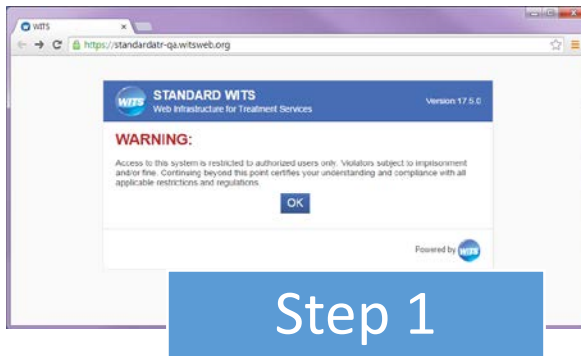 WITS
https://standardatr-qa.witsweb.org
WITS
STANDARD WITS
Web Infrastructure for Treatment Services
Version 17.5.0
WARNING:
Access to this system is restricted to authorized users only. Violators subject to imprisonment
and/or fine. Continuing beyond this point certifies your understanding and compliance with all
applicable restrictions and regulations.
OK
Powered by WITS
Step 1